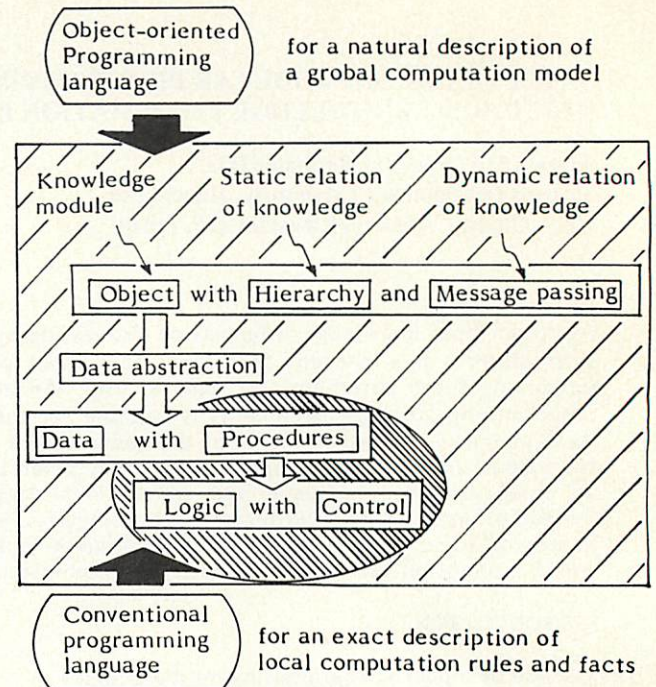 Object-oriented
Programming
language
for a natural description of
a grobal computation model
Knowledge
module
Static relation
of knowledge
Dynamic relation
of knowledge
Object with Hierarchy and Message passing
Data abstraction
Data with Procedures
Logic with Control
Conventional
programming
language
for an exact description of
local computation rules and facts